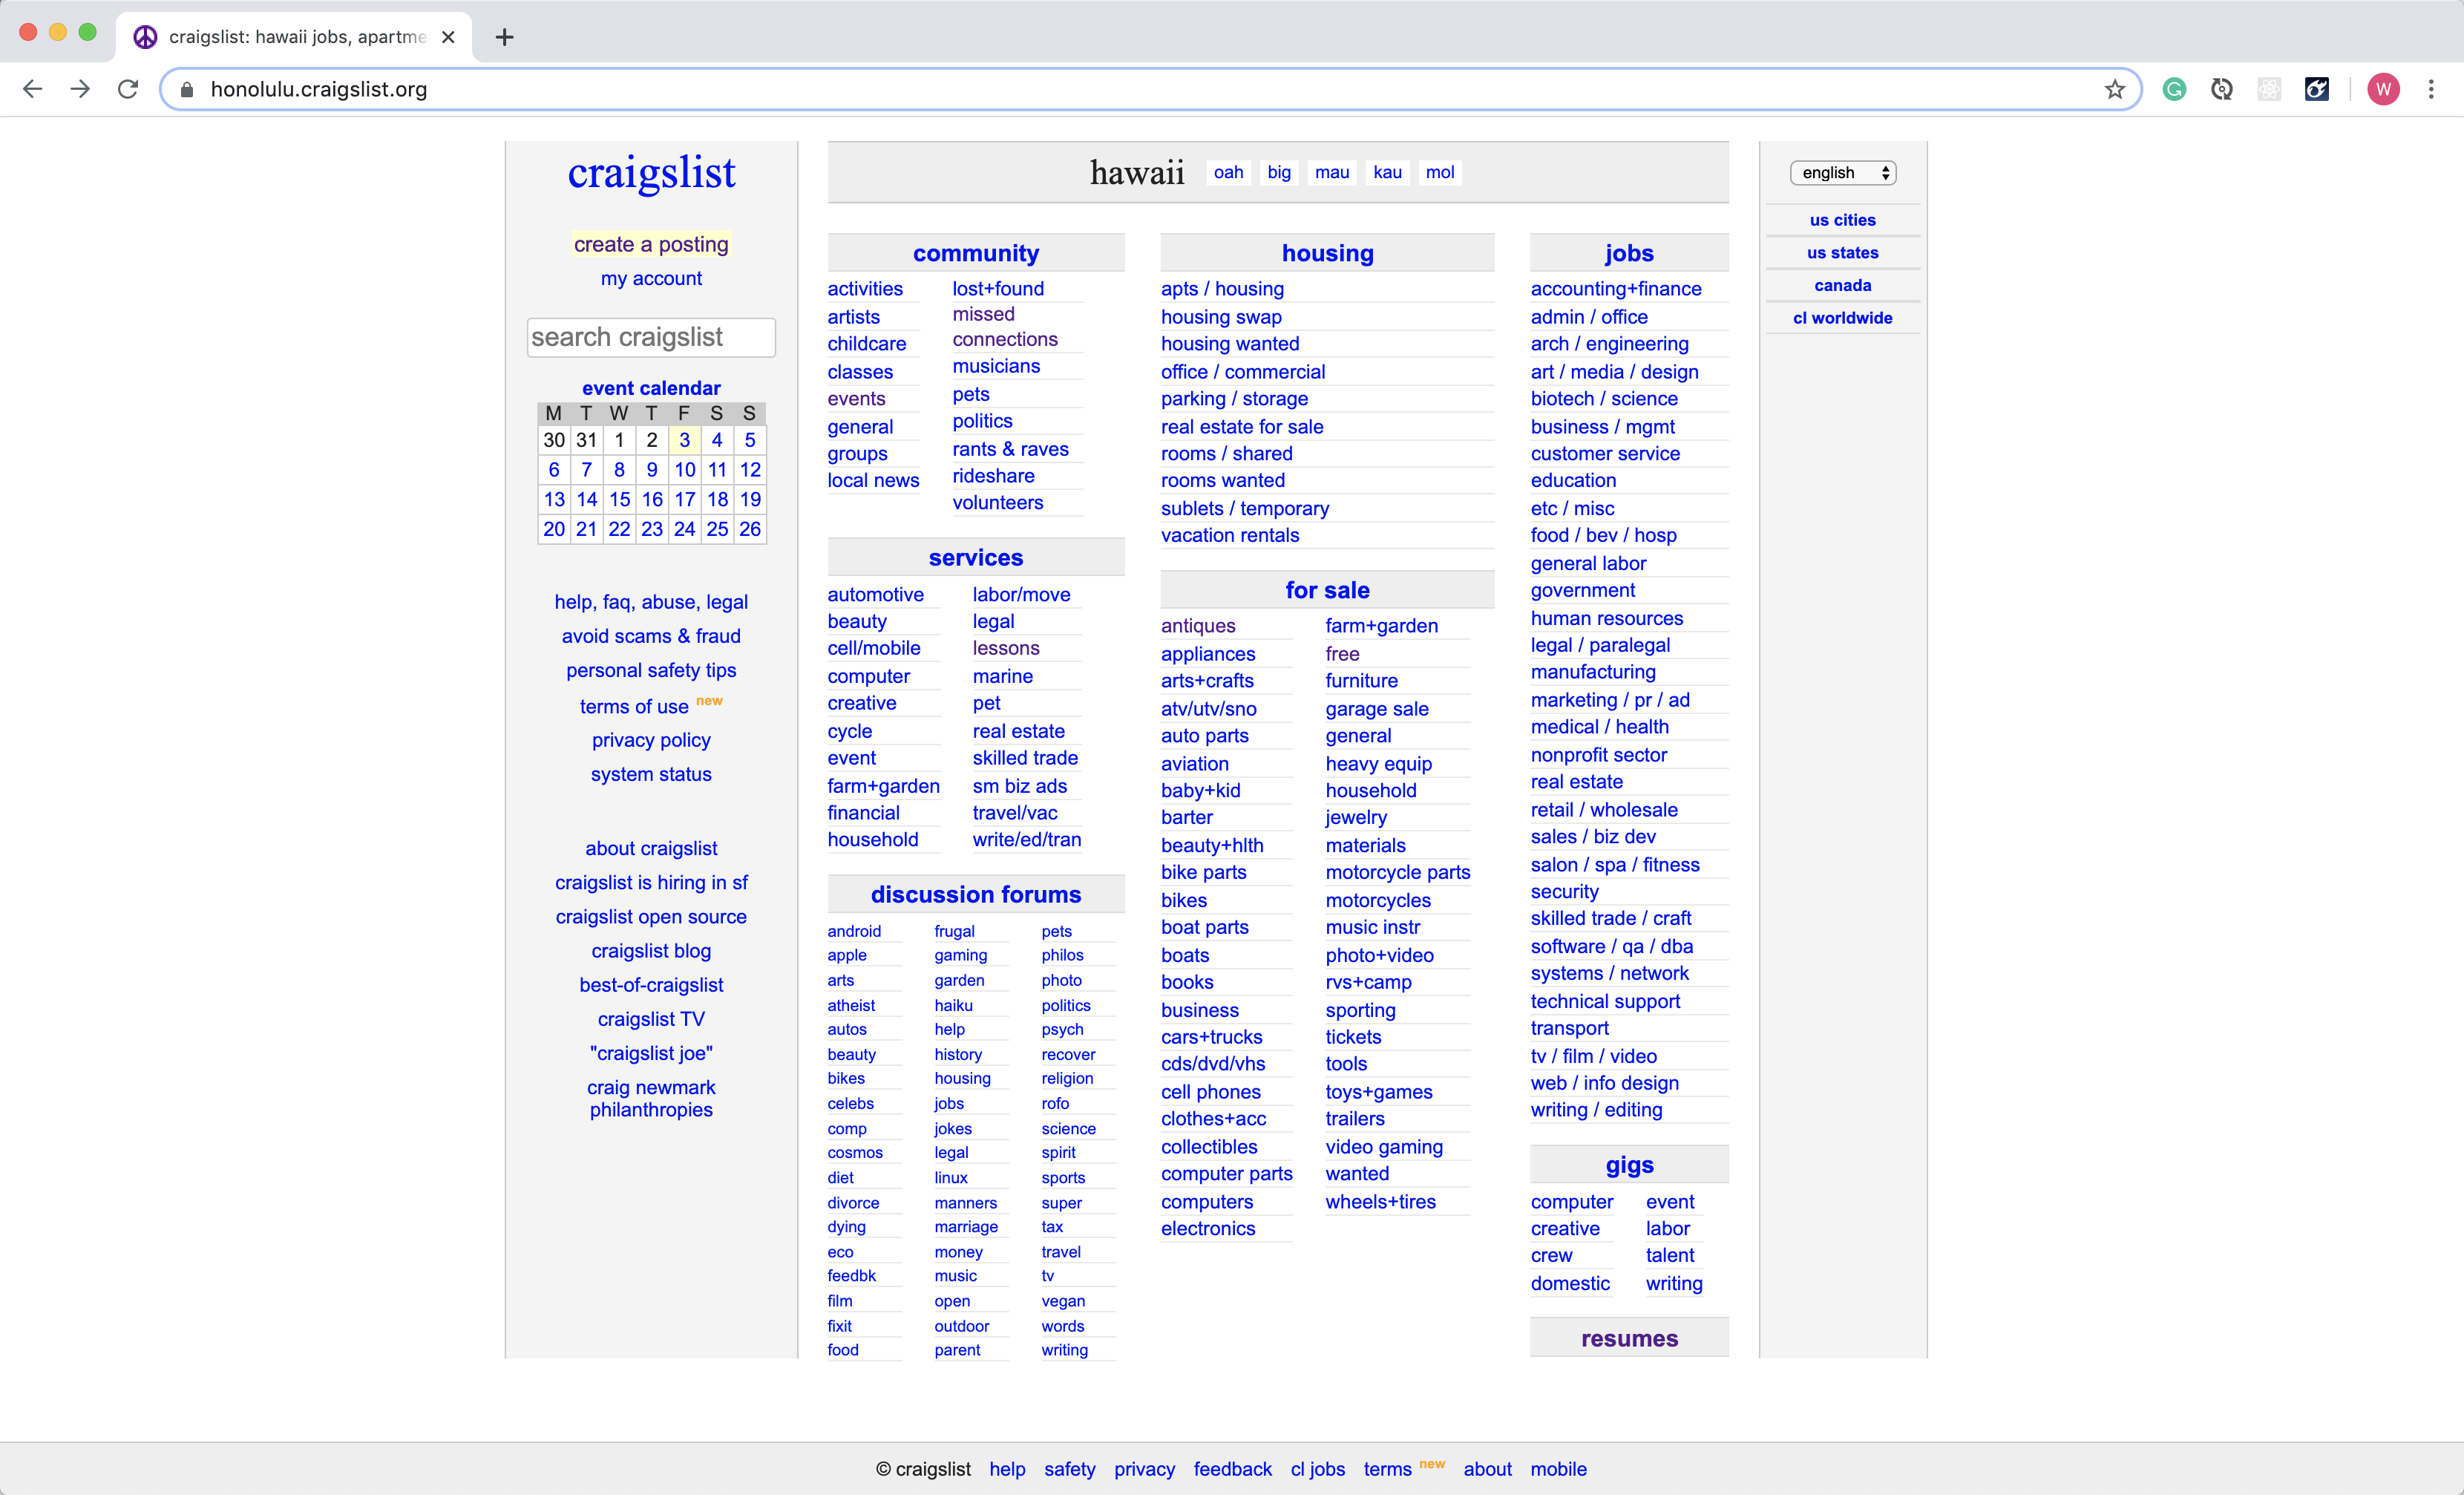 craigslist: hawaii jobs, apartme
honolulu.craigslist.org
W
craigslist
create a posting
my account
search craigslist
event calendar
M T W T F S S
30 31 1 2 3 4 5
6 7 8 9 10 11 12
13 14 15 16 17 18 19
20 21 22 23 24 25 26
help, faq, abuse, legal
avoid scams & fraud
personal safety tips
terms of use new
privacy policy
system status
about craigslist
craigslist is hiring in sf
craigslist open source
craigslist blog
best-of-craigslist
craigslist TV
"craigslist joe"
craig newmark
philanthropies
hawaii oah big mau kau mol
community
activities
artists
childcare
classes
events
general
groups
local news
lost+found
missed
connections
musicians
pets
politics
rants & raves
rideshare
volunteers
services
automotive
beauty
cell/mobile
computer
creative
cycle
event
farm+garden
financial
household
labor/move
legal
lessons
marine
pet
real estate
skilled trade
sm biz ads
travel/vac
write/ed/tran
discussion forums
android
apple
arts
atheist
autos
beauty
bikes
celebs
comp
cosmos
diet
divorce
dying
eco
feedbk
film
fixit
food
frugal
gaming
garden
haiku
help
history
housing
jobs
jokes
legal
linux
manners
marriage
money
music
open
outdoor
parent
pets
philos
photo
politics
psych
recover
religion
rofo
science
spirit
sports
super
tax
travel
tv
vegan
words
writing
housing
apts / housing
housing swap
housing wanted
office / commercial
parking / storage
real estate for sale
rooms / shared
rooms wanted
sublets / temporary
vacation rentals
for sale
antiques
appliances
arts+crafts
atv/utv/sno
auto parts
aviation
baby+kid
barter
beauty+hlth
bike parts
bikes
boat parts
boats
books
business
cars+trucks
cds/dvd/vhs
cell phones
clothes+acc
collectibles
computer parts
computers
electronics
farm+garden
free
furniture
garage sale
general
heavy equip
household
jewelry
materials
motorcycle parts
motorcycles
music instr
photo+video
rvs+camp
sporting
tickets
tools
toys+games
trailers
video gaming
wanted
wheels+tires
jobs
accounting+finance
admin / office
arch / engineering
art / media / design
biotech / science
business / mgmt
customer service
education
etc / misc
food / bev / hosp
general labor
government
human resources
legal / paralegal
manufacturing
marketing / pr / ad
medical / health
nonprofit sector
real estate
retail / wholesale
sales / biz dev
salon / spa / fitness
security
skilled trade / craft
software / qa / dba
systems / network
technical support
transport
tv / film / video
web / info design
writing / editing
gigs
computer
creative
crew
domestic
event
labor
talent
writing
resumes
english
us cities
us states
canada
cl worldwide
© craigslist help safety privacy feedback cl jobs terms new about mobile